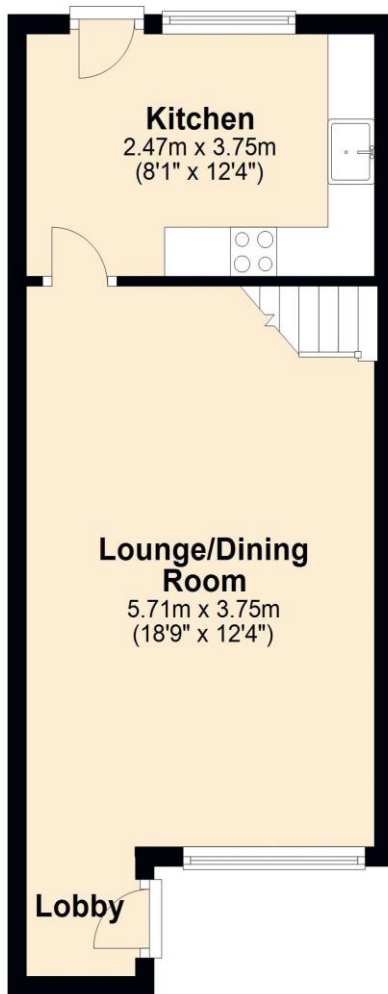 Kitchen
2.47m x 3.75m
(8'1" x 12'4")
Lounge/Dining
Room
5.71m x 3.75m
(18'9" x 12'4")
Lobby